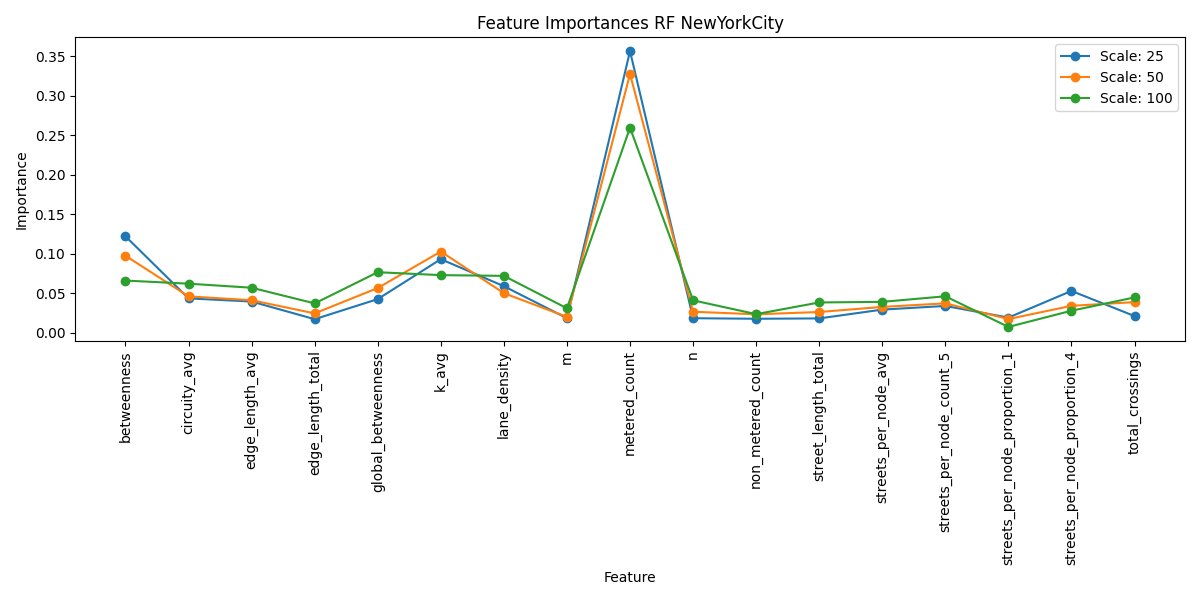 Feature Importances RF NewYorkCity
Importance
0.35
0.30
0.25
0.20
0.15
0.10
0.05
0.00
Scale: 25
Scale: 50
Scale: 100
betweenness
circuity_avg
edge_length_avg
edge_length_total
global_betweenness
k_avg
lane_density
m
metered_count
n
non_metered_count
street_length_total
streets_per_node_avg
streets_per_node_count_5
streets_per_node_proportion_1
streets_per_node_proportion_4
total_crossings
Feature